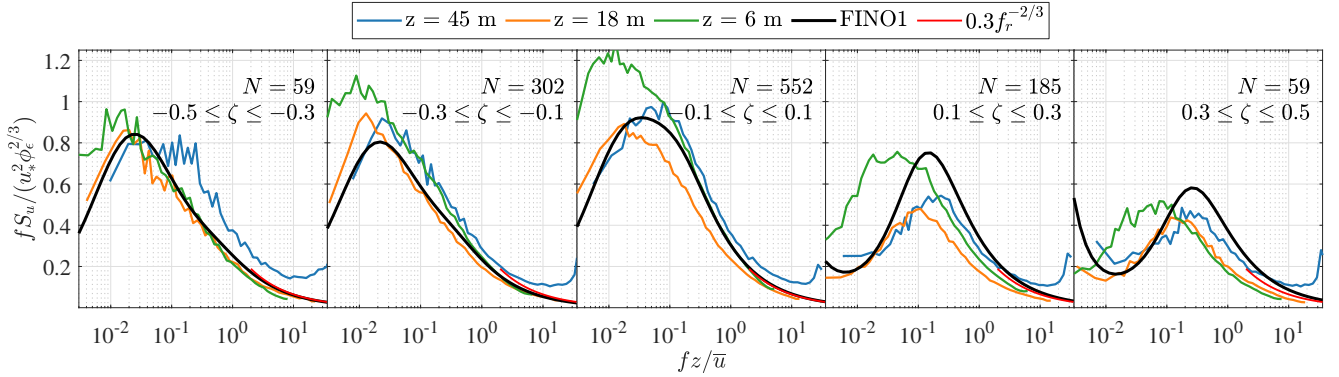 z = 45 m z = 18 m z = 6 m FINO1 0.3f_r^{-2/3}
fS_u/(u_*^2 ϕ_ϵ^{2/3})
1.2
1
0.8
0.6
0.4
0.2
N = 59
−0.5 ≤ ζ ≤ −0.3
N = 302
−0.3 ≤ ζ ≤ −0.1
N = 552
−0.1 ≤ ζ ≤ 0.1
N = 185
0.1 ≤ ζ ≤ 0.3
N = 59
0.3 ≤ ζ ≤ 0.5
10^{-2} 10^{-1} 10^0 10^1 10^{-2} 10^{-1} 10^0 10^1 10^{-2} 10^{-1} 10^0 10^1 10^{-2} 10^{-1} 10^0 10^1 10^{-2} 10^{-1} 10^0 10^1
fz/u̅